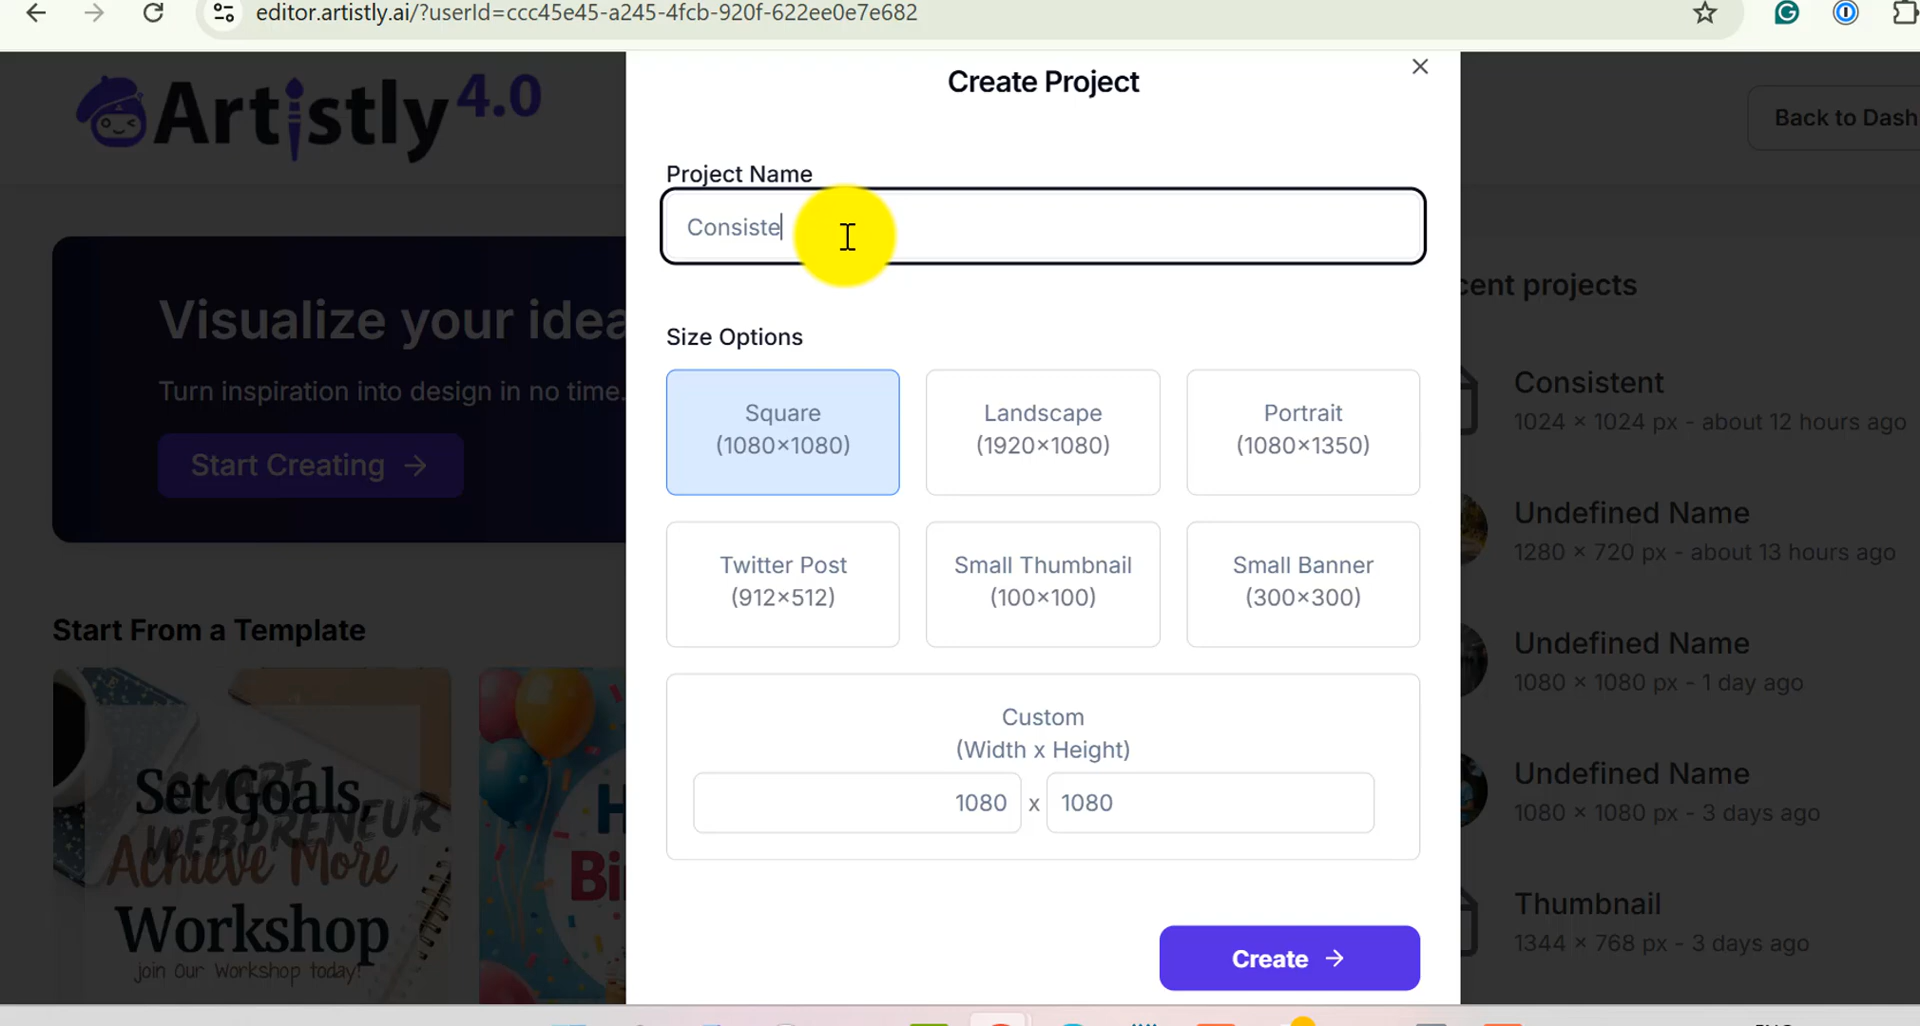 editor.artistly.ai/?userId=ccc45e45-a245-4fcb-920f-622ee0e7e682
Artistly 4.0
Back to Dash
Visualize your idea
Turn inspiration into design in no time.
Start Creating →
Start From a Template
Set Goals,
SMART
WEBPRENEUR
Achieve More
Workshop
join Our Workshop today!
H
Bi
Create Project
Project Name
Consiste
Size Options
Square
(1080×1080)
Landscape
(1920×1080)
Portrait
(1080×1350)
Twitter Post
(912×512)
Small Thumbnail
(100×100)
Small Banner
(300×300)
Custom
(Width x Height)
1080 x 1080
Create →
cent projects
Consistent
1024 × 1024 px - about 12 hours ago
Undefined Name
1280 × 720 px - about 13 hours ago
Undefined Name
1080 × 1080 px - 1 day ago
Undefined Name
1080 × 1080 px - 3 days ago
Thumbnail
1344 × 768 px - 3 days ago